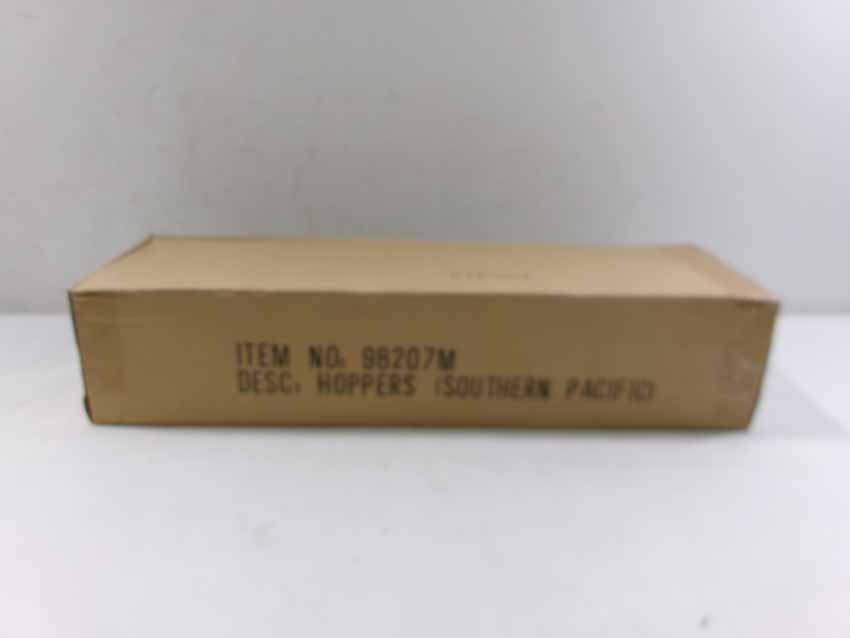 ITEM NO: 98207M
DESC: HOPPERS (SOUTHERN PACIFIC)